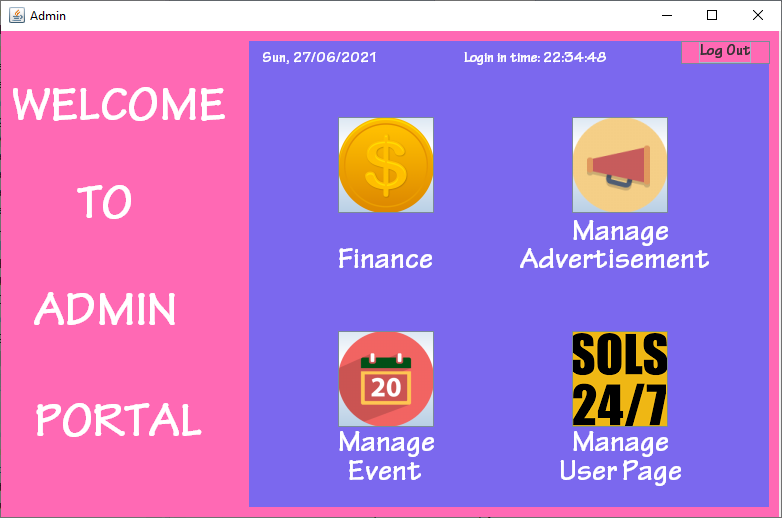 Admin
WELCOME
TO
ADMIN
PORTAL
Sun, 27/06/2021
Login in time: 22:34:48
Log Out
$
Finance
Manage
Advertisement
20
Manage
Event
SOLS
24/7
Manage
User Page